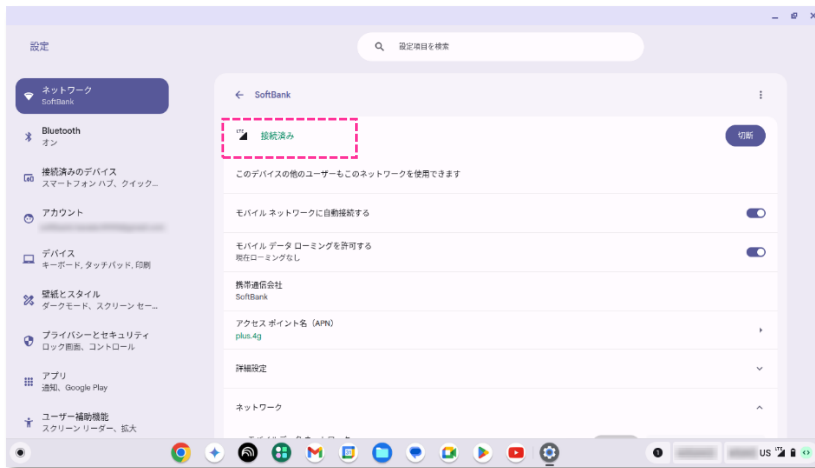 設定
設定項目を検索
ネットワーク
SoftBank
Bluetooth
オン
接続済みのデバイス
スマートフォン ハブ、クイック...
アカウント
デバイス
キーボード, タッチパッド, 印刷
壁紙とスタイル
ダークモード、スクリーン セー...
プライバシーとセキュリティ
ロック画面、コントロール
アプリ
通知、Google Play
ユーザー補助機能
スクリーン リーダー、拡大
SoftBank
LTE 接続済み
切断
このデバイスの他のユーザーもこのネットワークを使用できます
モバイル ネットワークに自動接続する
モバイル データ ローミングを許可する
現在ローミングなし
携帯通信会社
SoftBank
アクセス ポイント名（APN）
plus.4g
詳細設定
ネットワーク
US LTE